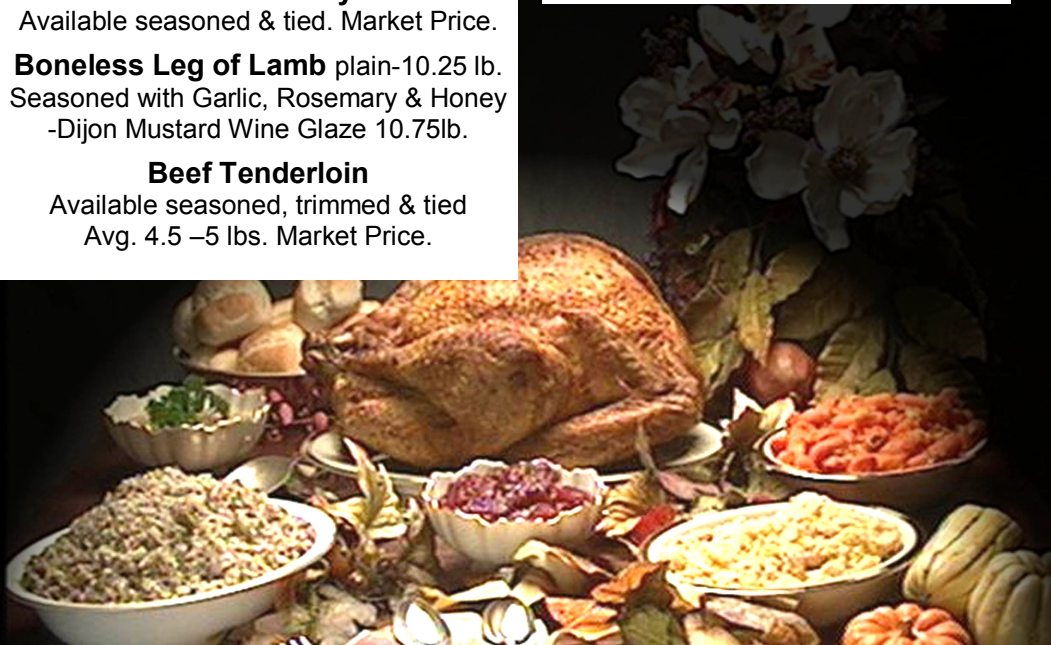 Available seasoned & tied. Market Price.
Boneless Leg of Lamb plain-10.25 lb.
Seasoned with Garlic, Rosemary & Honey
-Dijon Mustard Wine Glaze 10.75lb.
Beef Tenderloin
Available seasoned, trimmed & tied
Avg. 4.5 –5 lbs. Market Price.